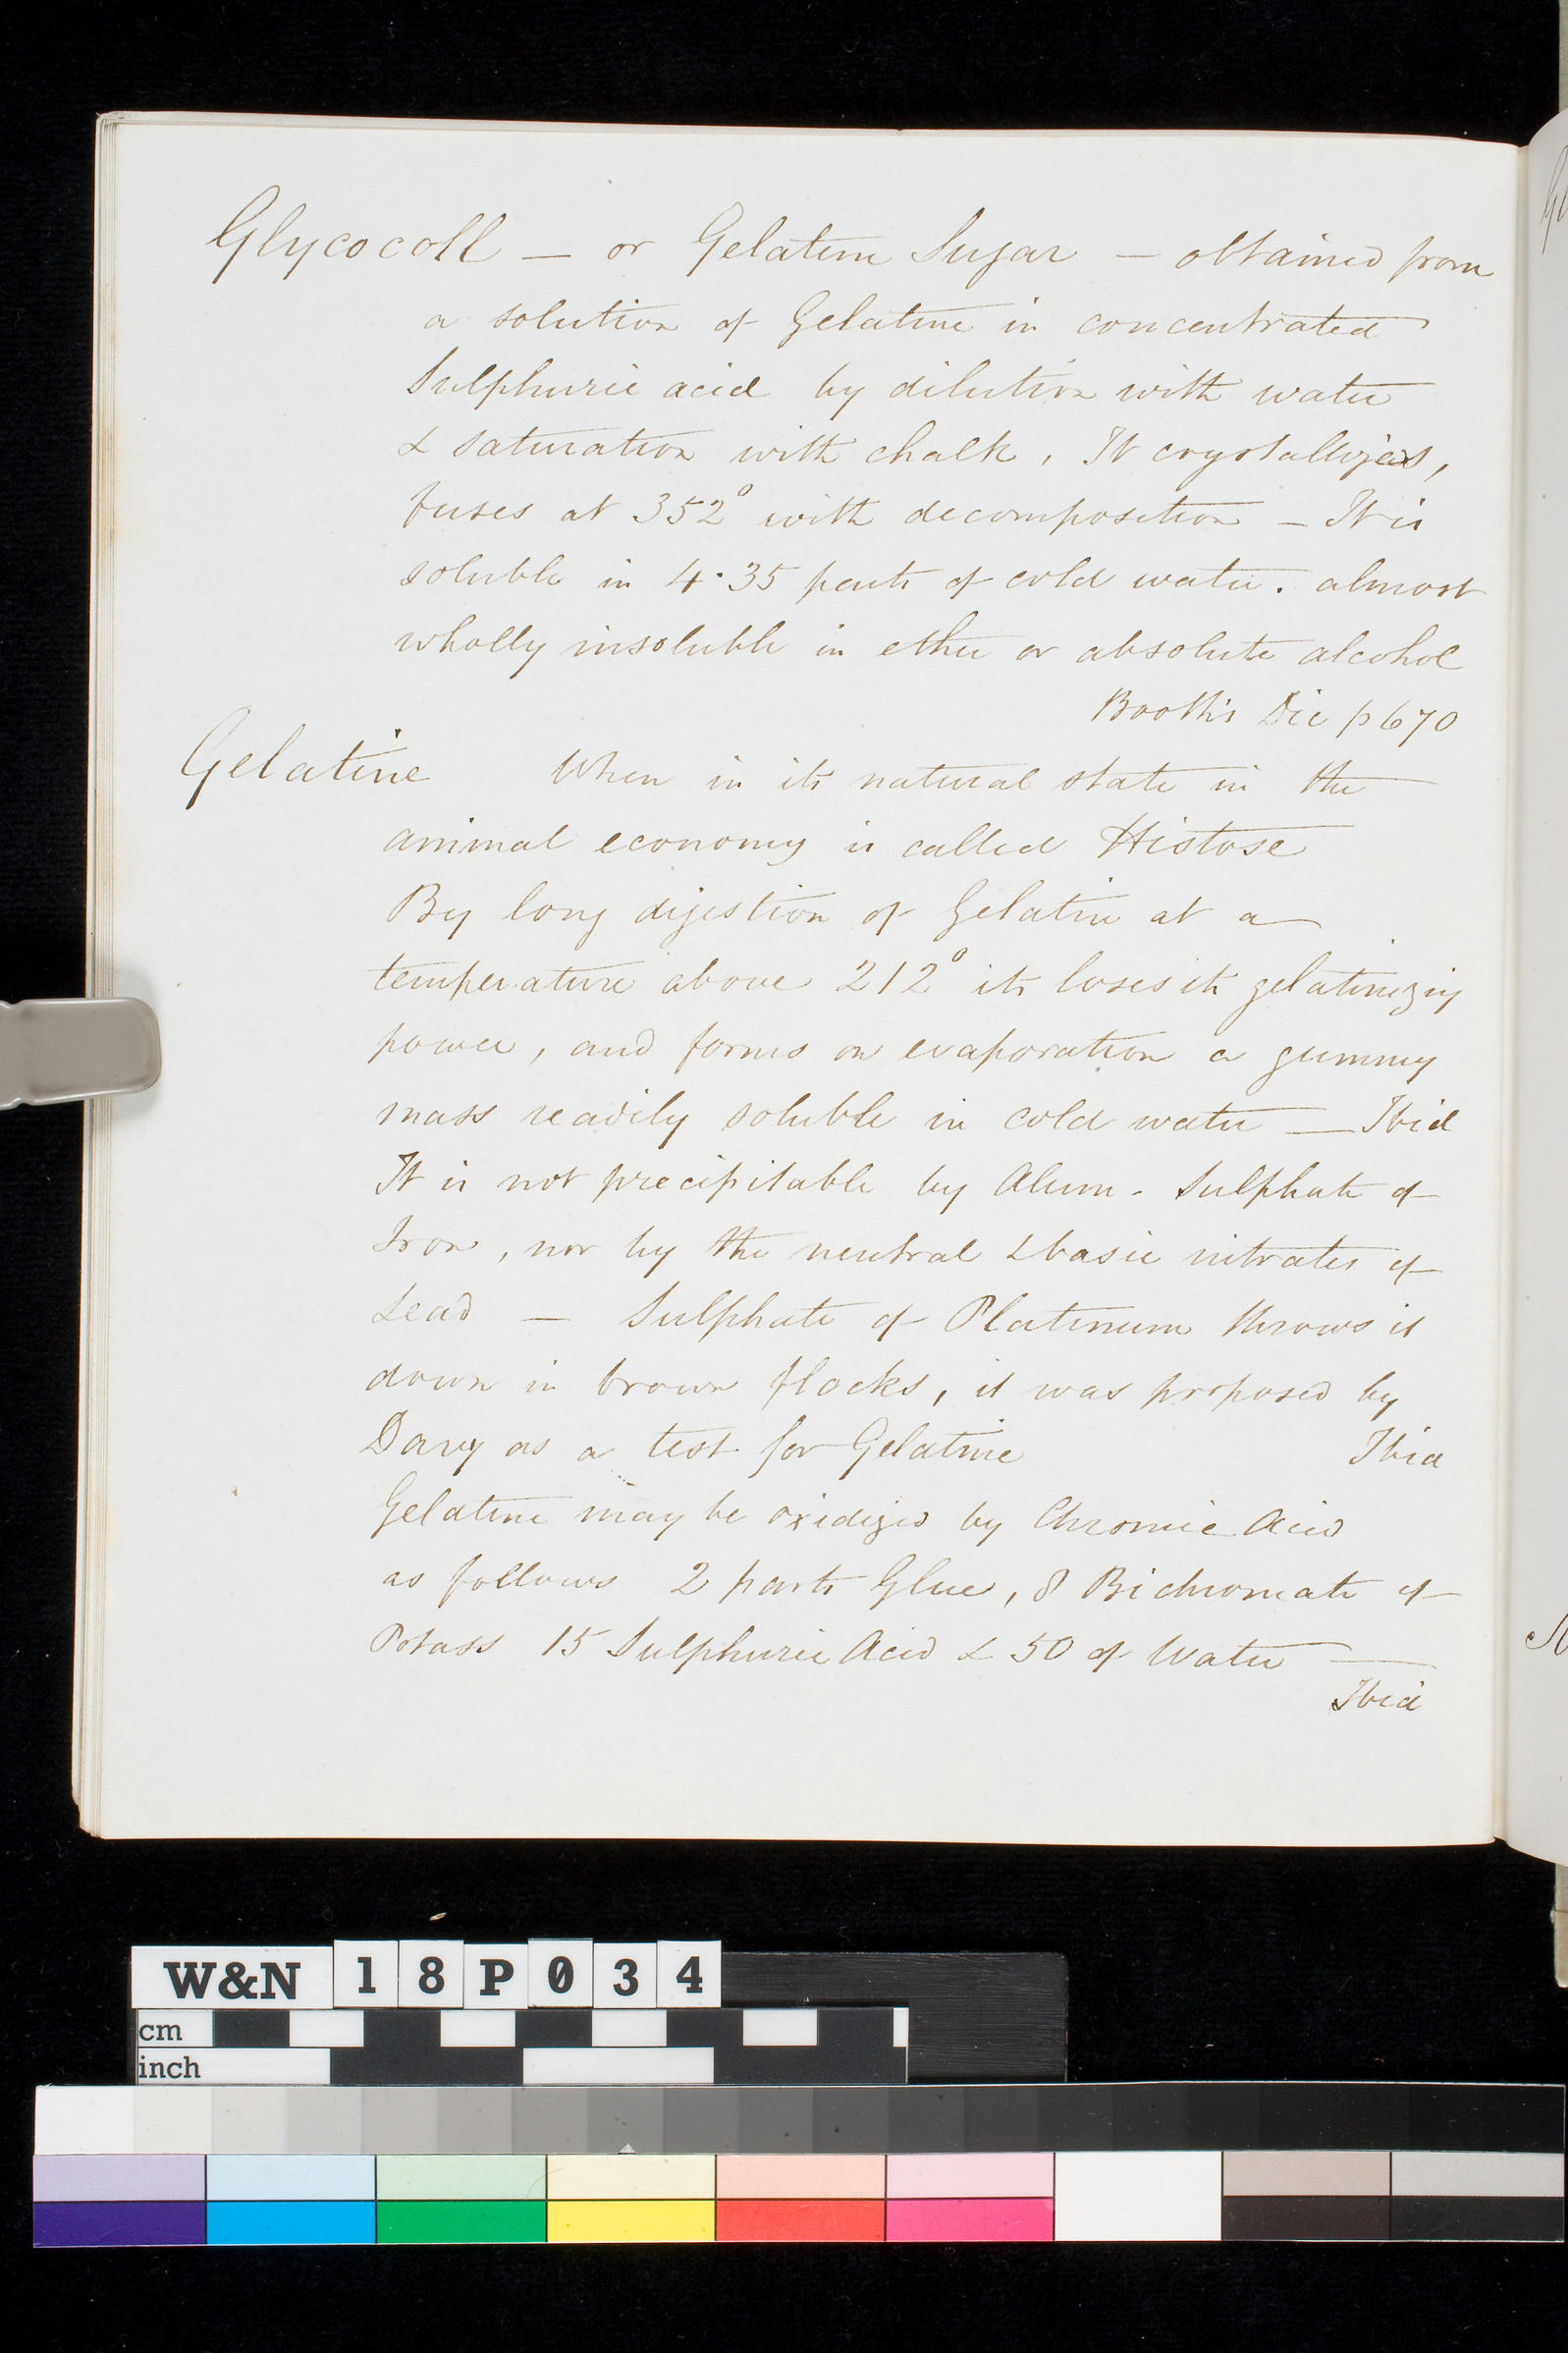 Glycocoll — or Gelatine Sugar — obtained from
a solution of Gelatine in concentrated
Sulphuric acid by dilution with water
& saturation with chalk, It crystallizes,
fuses at 352° with decomposition — It is
soluble in 4·35 parts of cold water. almost
wholly insoluble in ether or absolute alcohol
Booth's Dic p 670
Gelatine When in its natural state in the
animal economy is called Histose
By long digestion of Gelatine at a
temperature above 212° its loses its gelatinizing
power, and forms on evaporation a gummy
mass readily soluble in cold water — Ibid
It is not precipitable by Alum - Sulphate of
Iron, nor by the neutral & basic nitrates of
Lead — Sulphate of Platinum throws it
down in brown flocks, it was proposed by
Davy as a test for Gelatine Ibid
Gelatine may be oxidized by Chromic Acid
as follows 2 parts Glue, 8 Bichromate of
Potass 15 Sulphuric Acid & 50 of Water —
Ibid
W&N 18P034
cm
inch